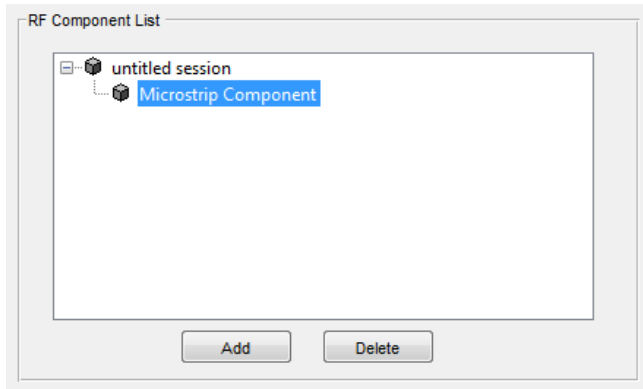 RF Component List
untitled session
Microstrip Component
Add Delete